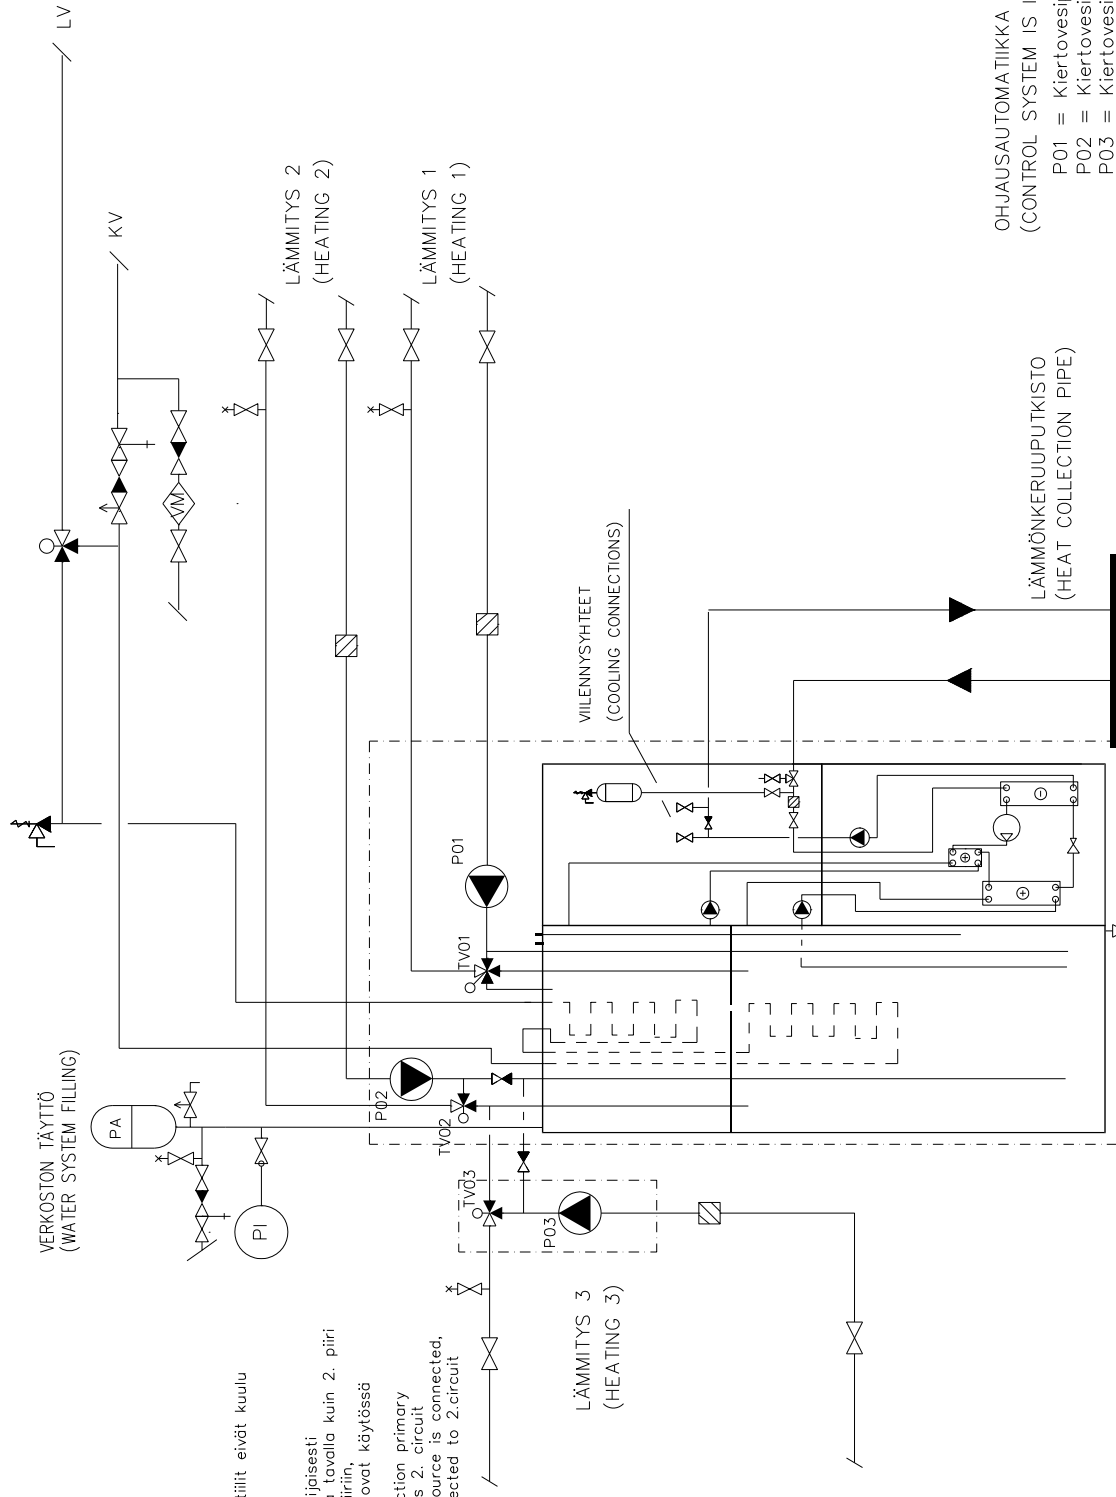 LV
KV
LÄMMITYS 2
(HEATING 2)
LÄMMITYS 1
(HEATING 1)
OHJAUSAUTOMATIIKKA
(CONTROL SYSTEM IS
P01 = Kiertovesip
P02 = Kiertovesi
P03 = Kiertovesi
VM
VIILENNYSYHTEET
(COOLING CONNECTIONS)
LÄMMÖNKERUUPUTKISTO
(HEAT COLLECTION PIPE)
P01
TV01
P02
TV02
VERKOSTON TÄYTTÖ
(WATER SYSTEM FILLING)
PA
PI
TV03
P03
LÄMMITYS 3
(HEATING 3)
tiilit eivät kuulu
ijaisesti
tavalla kuin 2. piiri
iiriin,
ovat käytössä
ction primary
s 2. circuit
ource is connected,
ected to 2.circuit